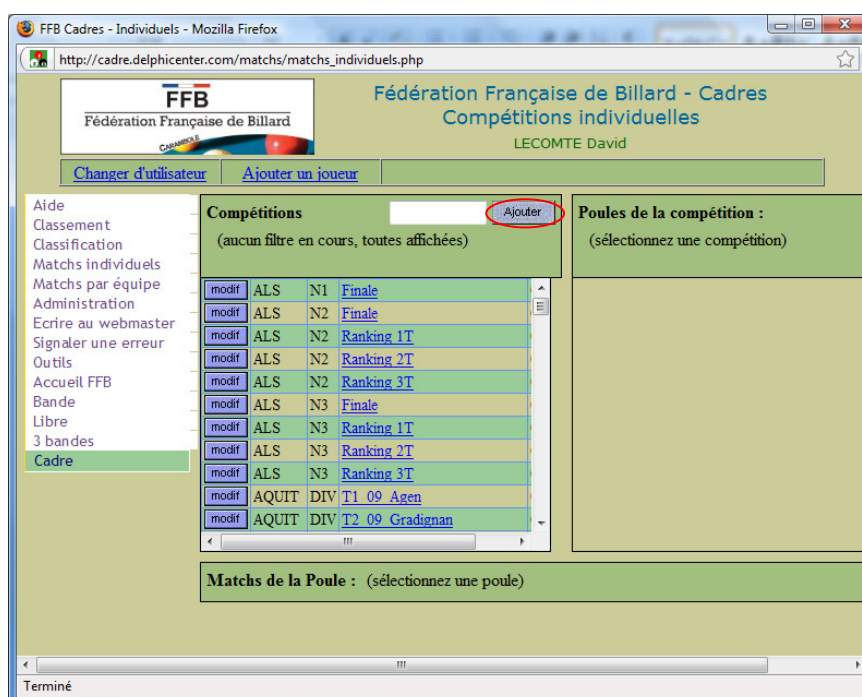 FFB Cadres - Individuels - Mozilla Firefox
http://cadre.delphicenter.com/matchs/matchs_individuels.php
FFB
Fédération Française de Billard
CARAMBOLE
Fédération Française de Billard - Cadres
Compétitions individuelles
LECOMTE David
Changer d'utilisateur
Ajouter un joueur
Aide
Classement
Classification
Matchs individuels
Matchs par équipe
Administration
Ecrire au webmaster
Signaler une erreur
Outils
Accueil FFB
Bande
Libre
3 bandes
Cadre
Compétitions Ajouter
(aucun filtre en cours, toutes affichées)
modif ALS N1 Finale
modif ALS N2 Finale
modif ALS N2 Ranking 1T
modif ALS N2 Ranking 2T
modif ALS N2 Ranking 3T
modif ALS N3 Finale
modif ALS N3 Ranking 1T
modif ALS N3 Ranking 2T
modif ALS N3 Ranking 3T
modif AQUIT DIV T1_09_Agen
modif AQUIT DIV T2_09_Gradignan
Poules de la compétition :
(sélectionnez une compétition)
Matchs de la Poule : (sélectionnez une poule)
Terminé